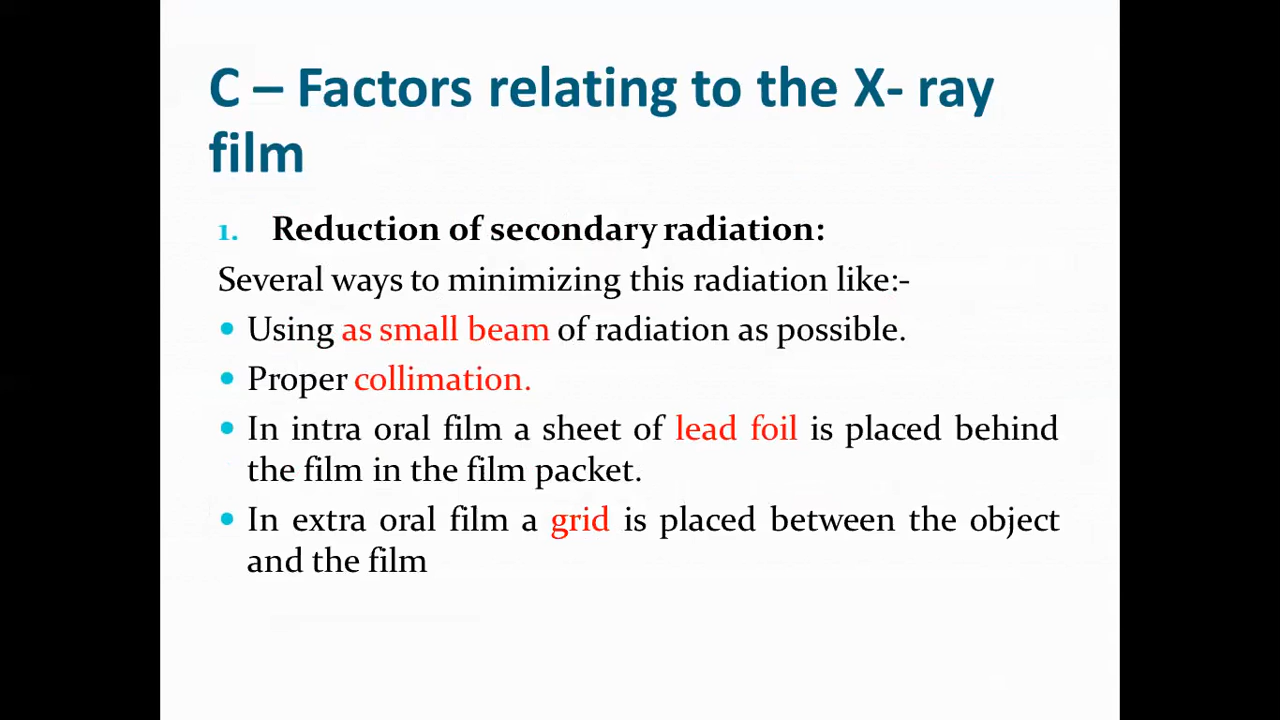 C – Factors relating to the X- ray
film
1. Reduction of secondary radiation:
Several ways to minimizing this radiation like:-
• Using as small beam of radiation as possible.
• Proper collimation.
• In intra oral film a sheet of lead foil is placed behind
the film in the film packet.
• In extra oral film a grid is placed between the object
and the film